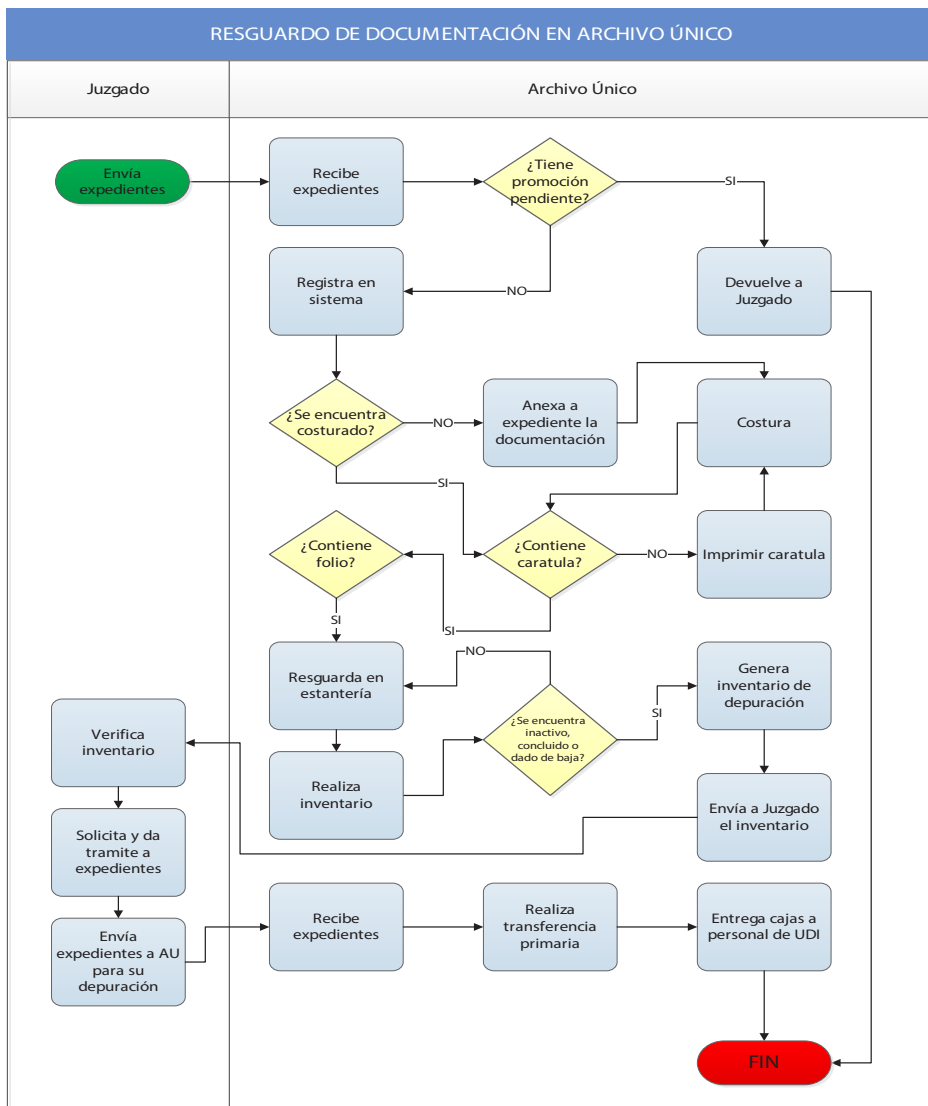 RESGUARDO DE DOCUMENTACIÓN EN ARCHIVO ÚNICO
Juzgado
Archivo Único
Envía
expedientes
Recibe
expedientes
¿Tiene
promoción
pendiente?
SI
NO
Registra en
sistema
Devuelve a
Juzgado
¿Se encuentra
costurado?
NO
Anexa a
expediente la
documentación
Costura
SI
¿Contiene
folio?
¿Contiene
caratula?
NO
Imprimir caratula
SI
SI
Resguarda en
estantería
NO
¿Se encuentra
inactivo,
concluido o
dado de baja?
SI
Genera
inventario de
depuración
Verifica
inventario
Realiza
inventario
Envía a Juzgado
el inventario
Solicita y da
tramite a
expedientes
Envía
expedientes a AU
para su
depuración
Recibe
expedientes
Realiza
transferencia
primaria
Entrega cajas a
personal de UDI
FIN